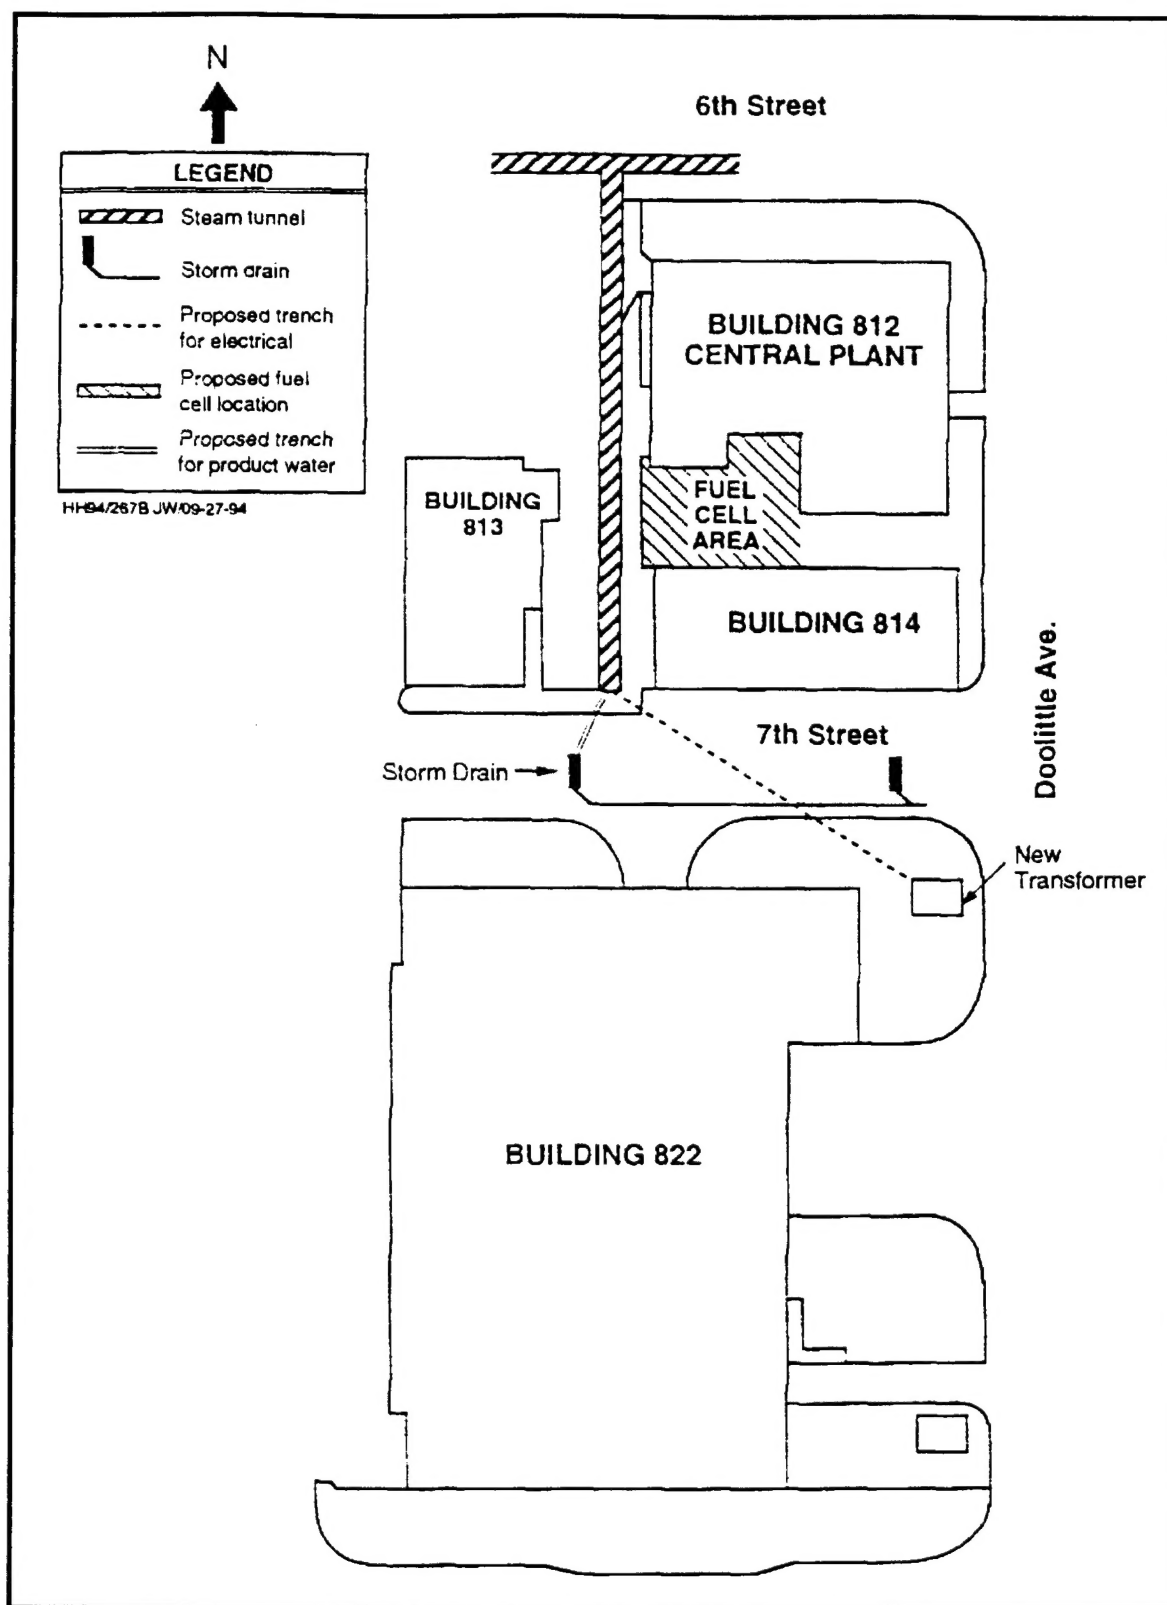 N
6th Street
LEGEND
Steam tunnel
Storm drain
Proposed trench
for electrical
Proposed fuel
cell location
Proposed trench
for product water
HH94/267B JW/09-27-94
BUILDING 812
CENTRAL PLANT
BUILDING
813
FUEL
CELL
AREA
BUILDING 814
Doolittle Ave.
7th Street
Storm Drain
New
Transformer
BUILDING 822